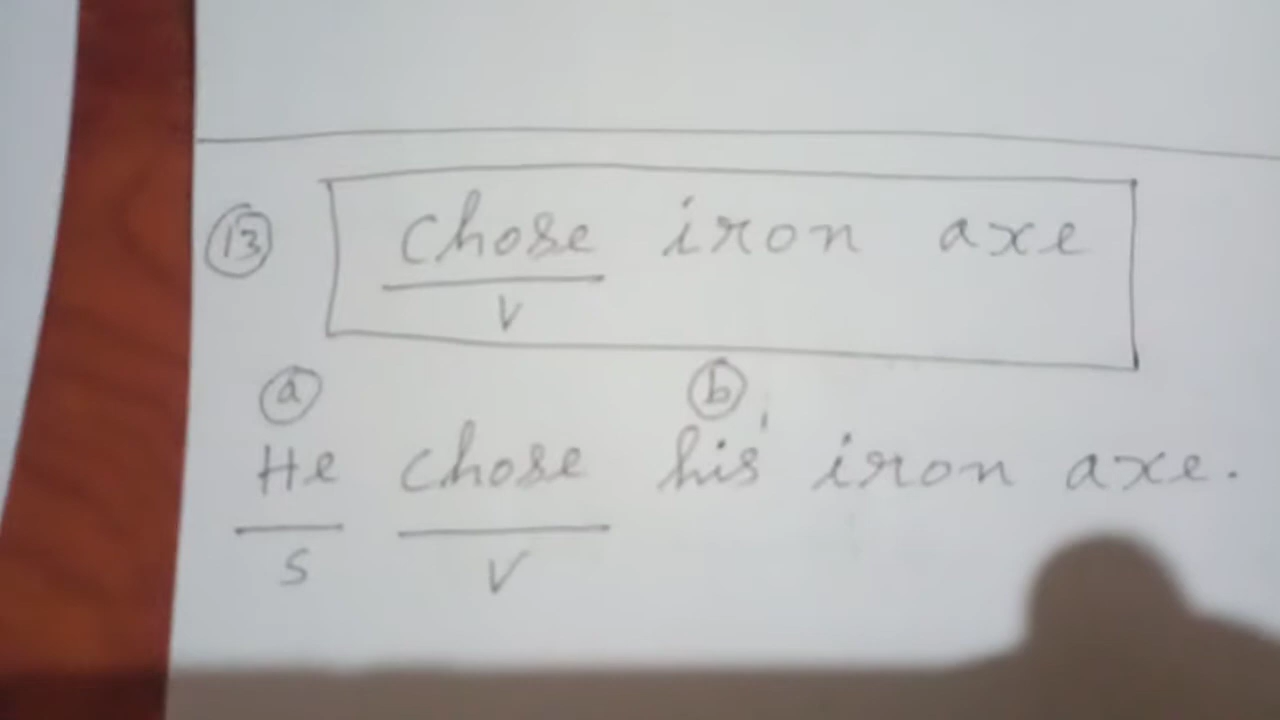 13 chose iron axe
V
a b
He chose his iron axe.
S V